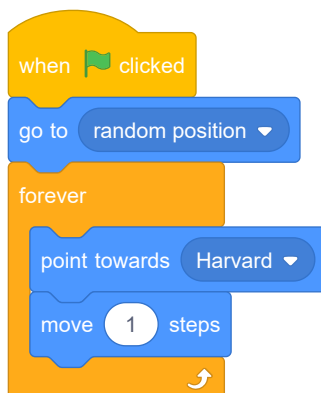 when clicked
go to random position
forever
point towards Harvard
move 1 steps